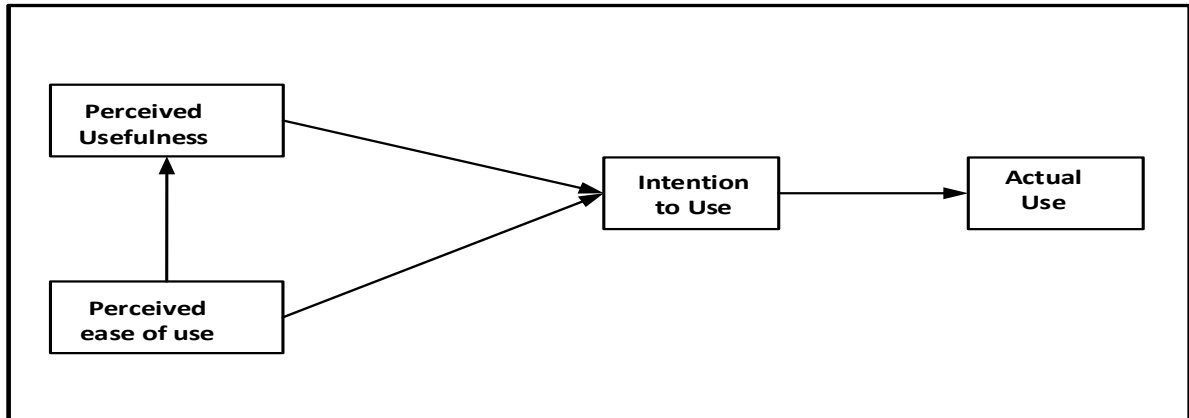 Perceived
Usefulness
Intention
to Use
Actual
Use
Perceived
ease of use